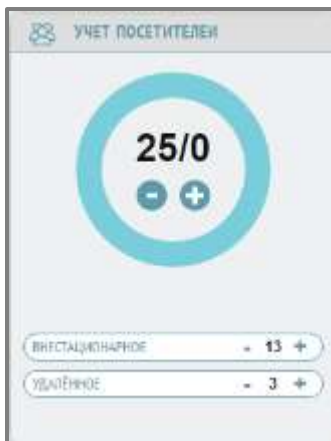 УЧЕТ ПОСЕТИТЕЛЕЙ
25/0
- +
ВНЕСТАЦИОНАРНОЕ - 13 +
УДАЛЁННОЕ - 3 +